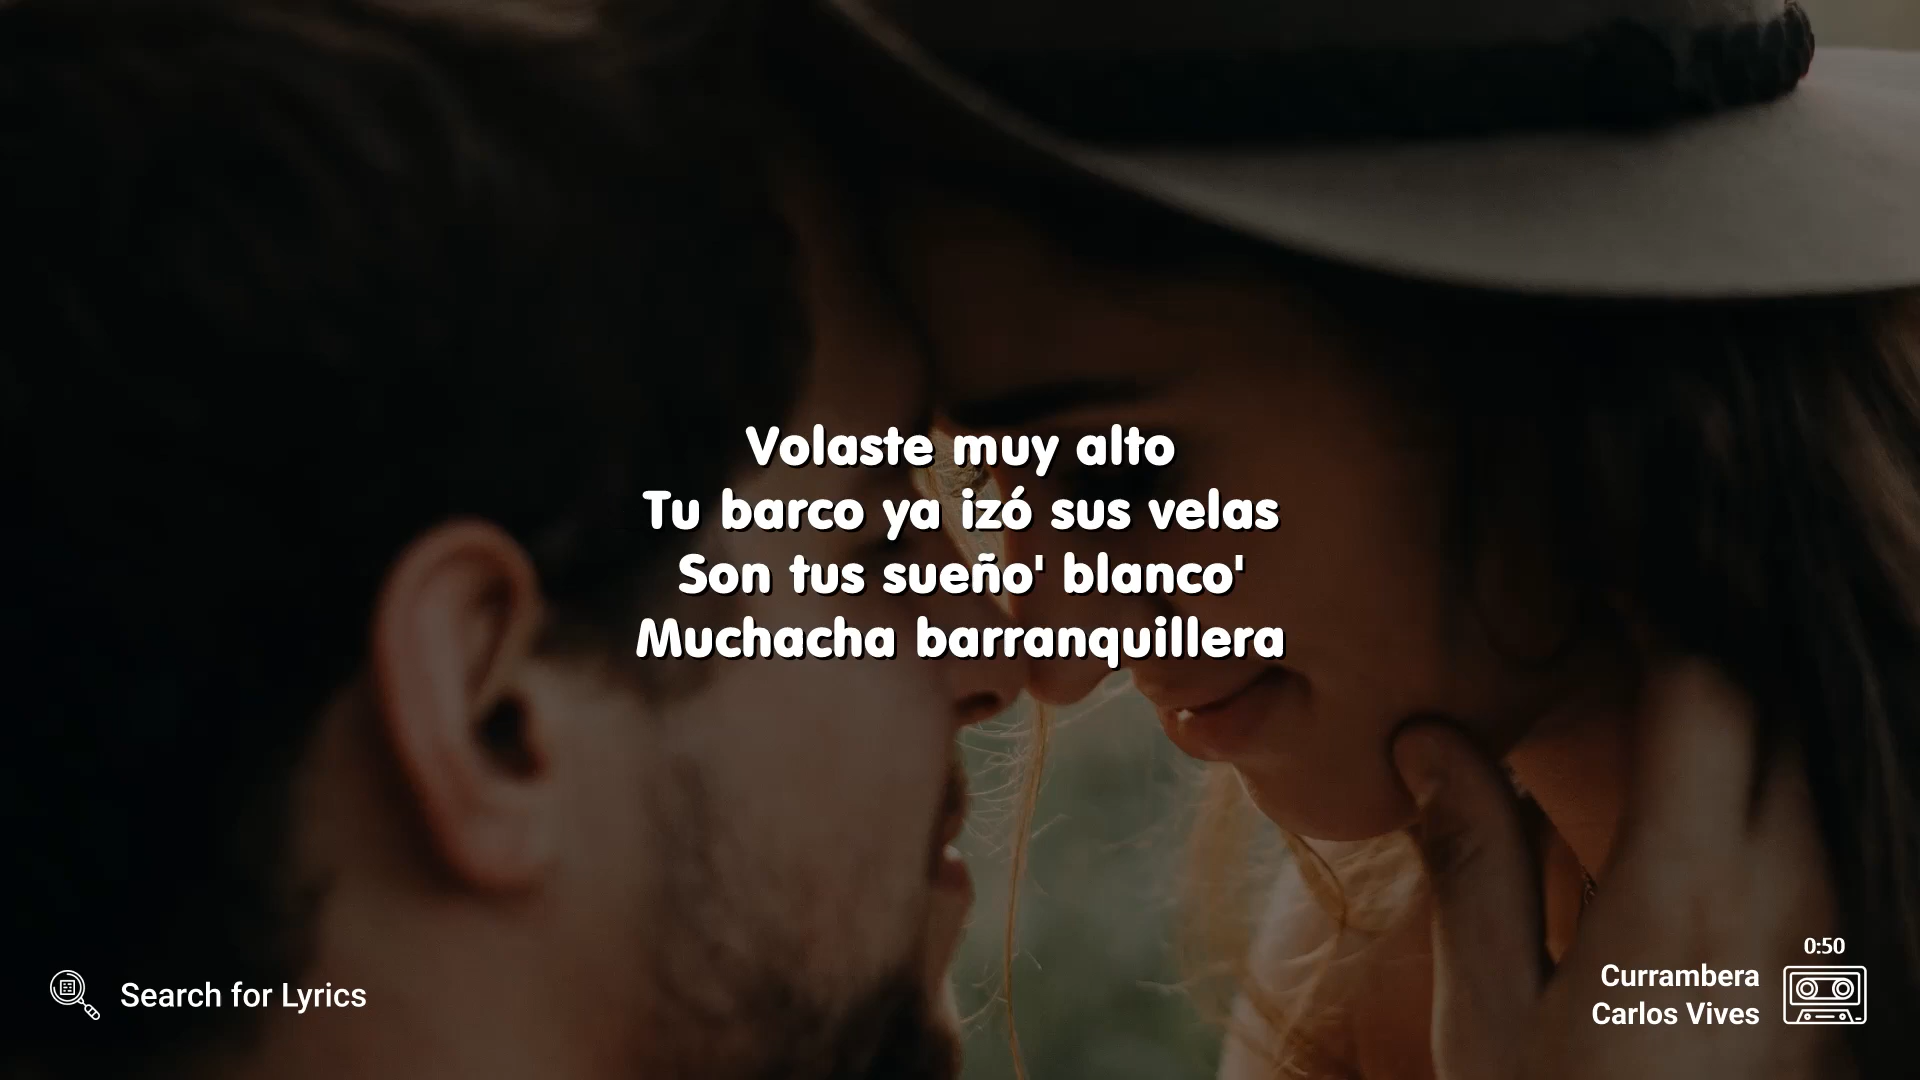 Volaste muy alto
Tu barco ya izó sus velas
Son tus sueño' blanco'
Muchacha barranquillera
0:50
Search for Lyrics
Currambera
Carlos Vives